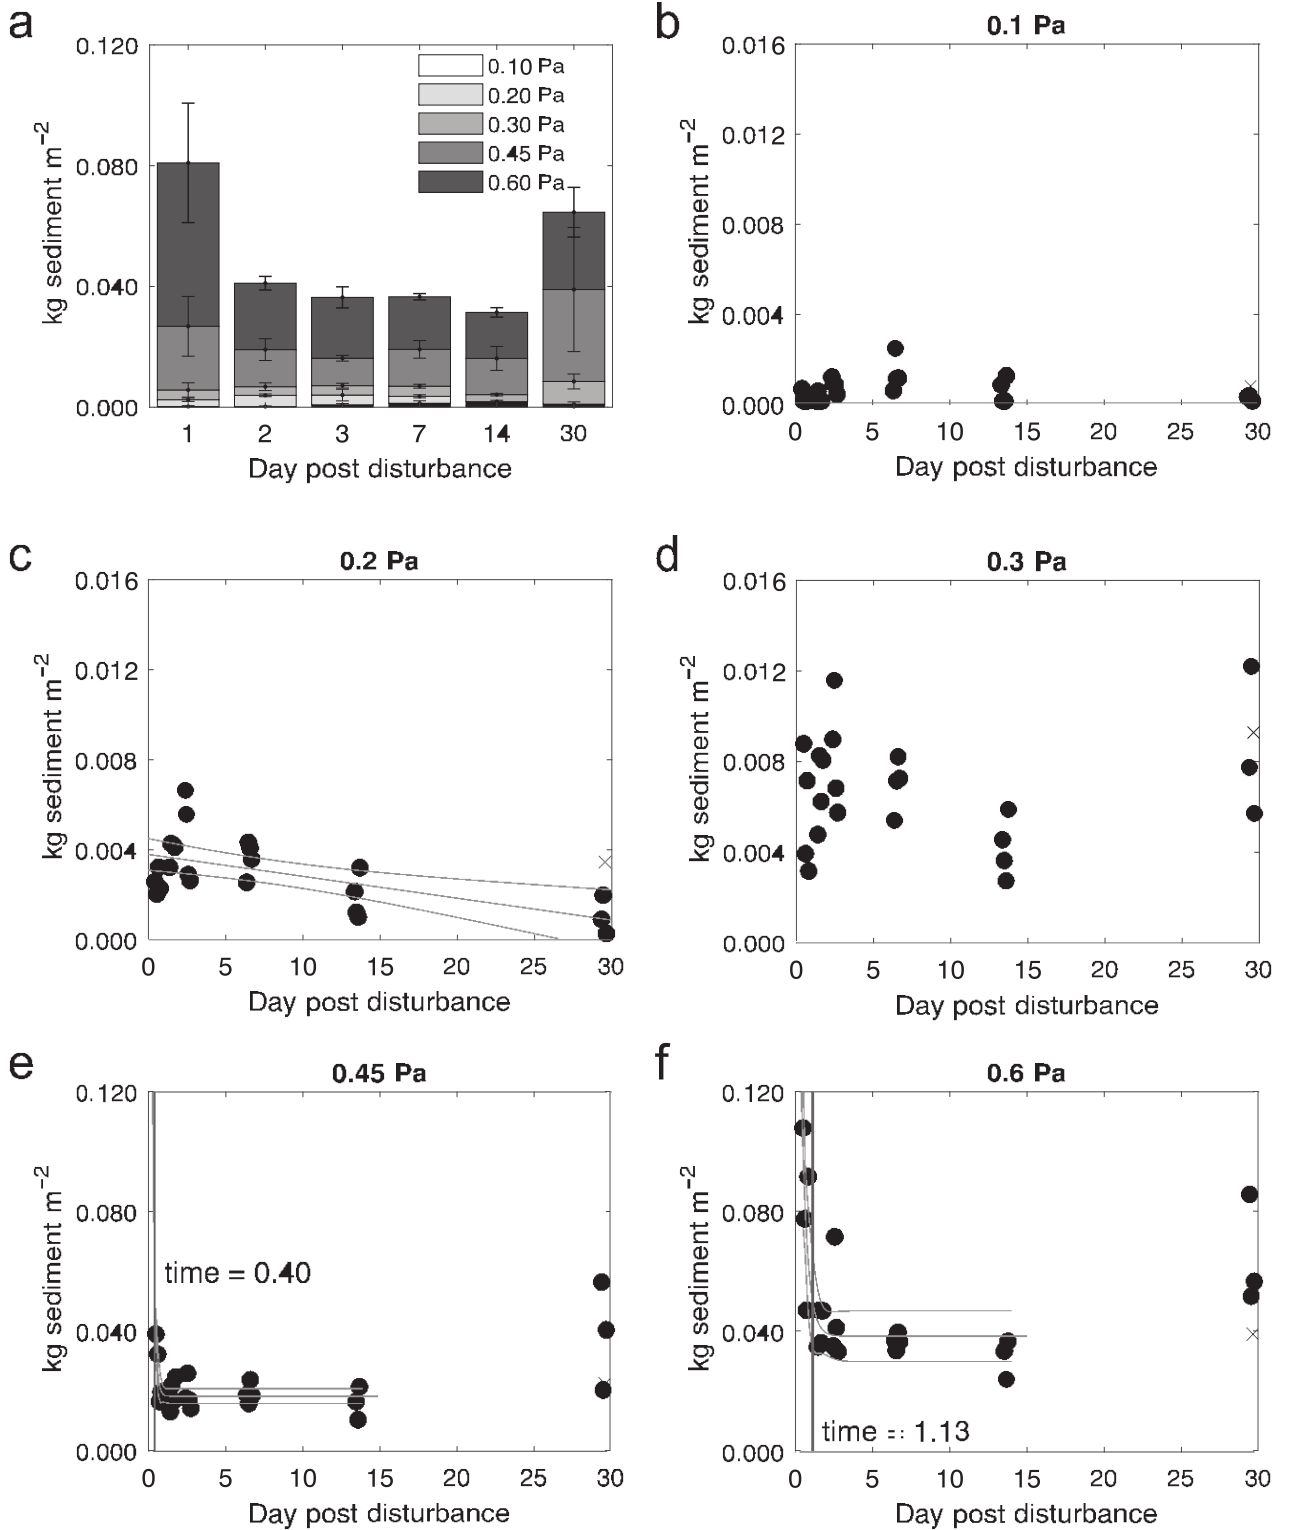 a
0.120
0.080
0.040
0.000
kg sediment m−2
0.10 Pa
0.20 Pa
0.30 Pa
0.45 Pa
0.60 Pa
1 2 3 7 14 30
Day post disturbance
b
0.1 Pa
0.016
0.012
0.008
0.004
0.000
kg sediment m−2
0 5 10 15 20 25 30
Day post disturbance
c
0.2 Pa
0.016
0.012
0.008
0.004
0.000
kg sediment m−2
0 5 10 15 20 25 30
Day post disturbance
d
0.3 Pa
0.016
0.012
0.008
0.004
0.000
kg sediment m−2
0 5 10 15 20 25 30
Day post disturbance
e
0.45 Pa
0.120
0.080
0.040
0.000
kg sediment m−2
time = 0.40
0 5 10 15 20 25 30
Day post disturbance
f
0.6 Pa
0.120
0.080
0.040
0.000
kg sediment m−2
time = 1.13
0 5 10 15 20 25 30
Day post disturbance